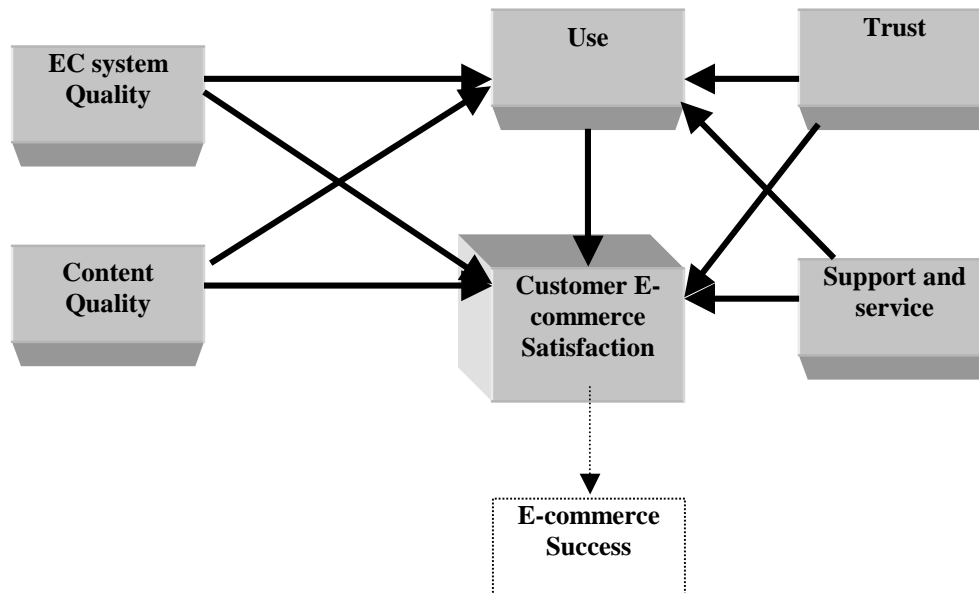 EC system
Quality
Use
Trust
Content
Quality
Customer E-
commerce
Satisfaction
Support and
service
E-commerce
Success